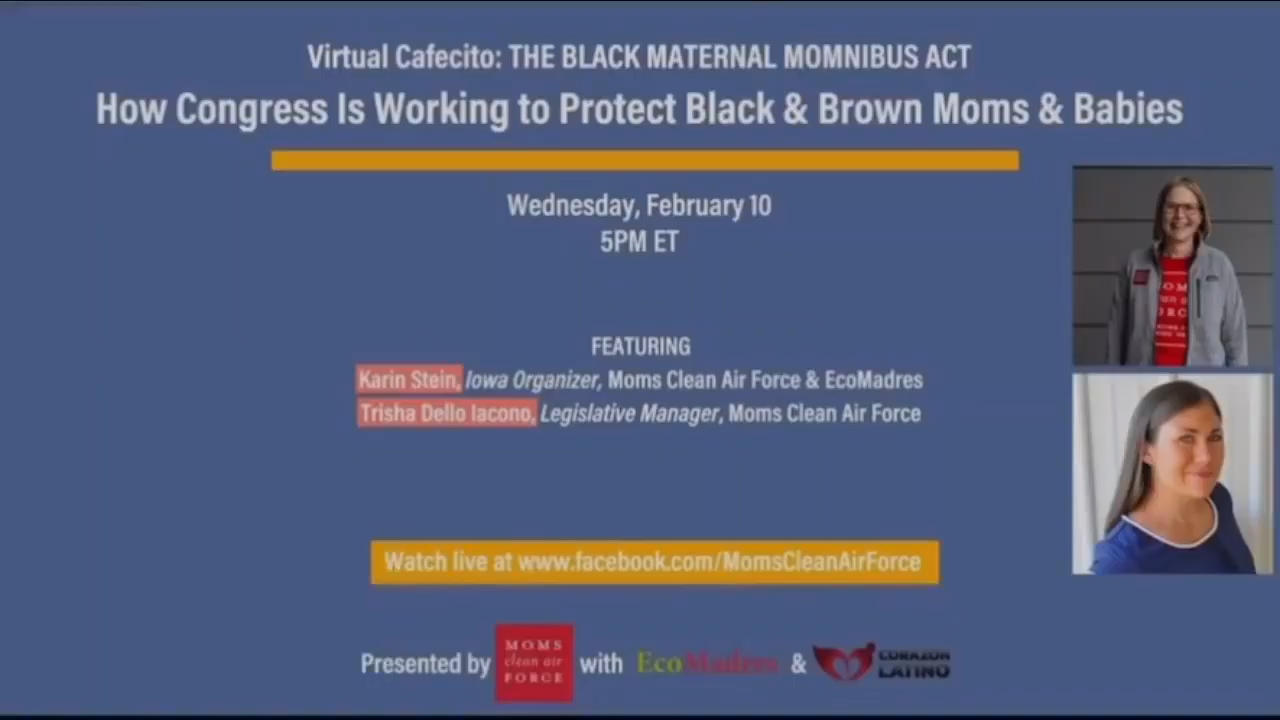 Virtual Cafecito: THE BLACK MATERNAL MOMNIBUS ACT
How Congress Is Working to Protect Black & Brown Moms & Babies
Wednesday, February 10
5PM ET
FEATURING
Karin Stein, Iowa Organizer, Moms Clean Air Force & EcoMadres
Trisha Dello Iacono, Legislative Manager, Moms Clean Air Force
Watch live at www.facebook.com/MomsCleanAirForce
Presented by MOMS clean air FORCE with EcoMadres & CORAZON LATINO